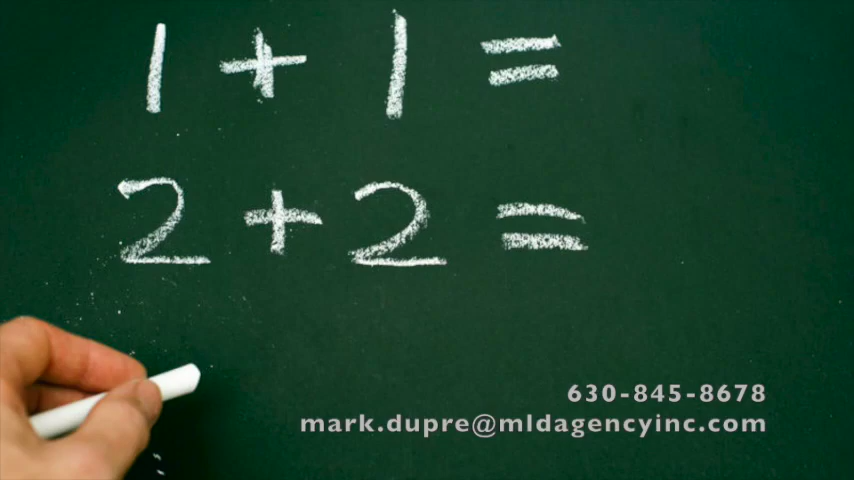 1 + 1 =
2 + 2 =
630-845-8678
mark.dupre@mldagencyinc.com